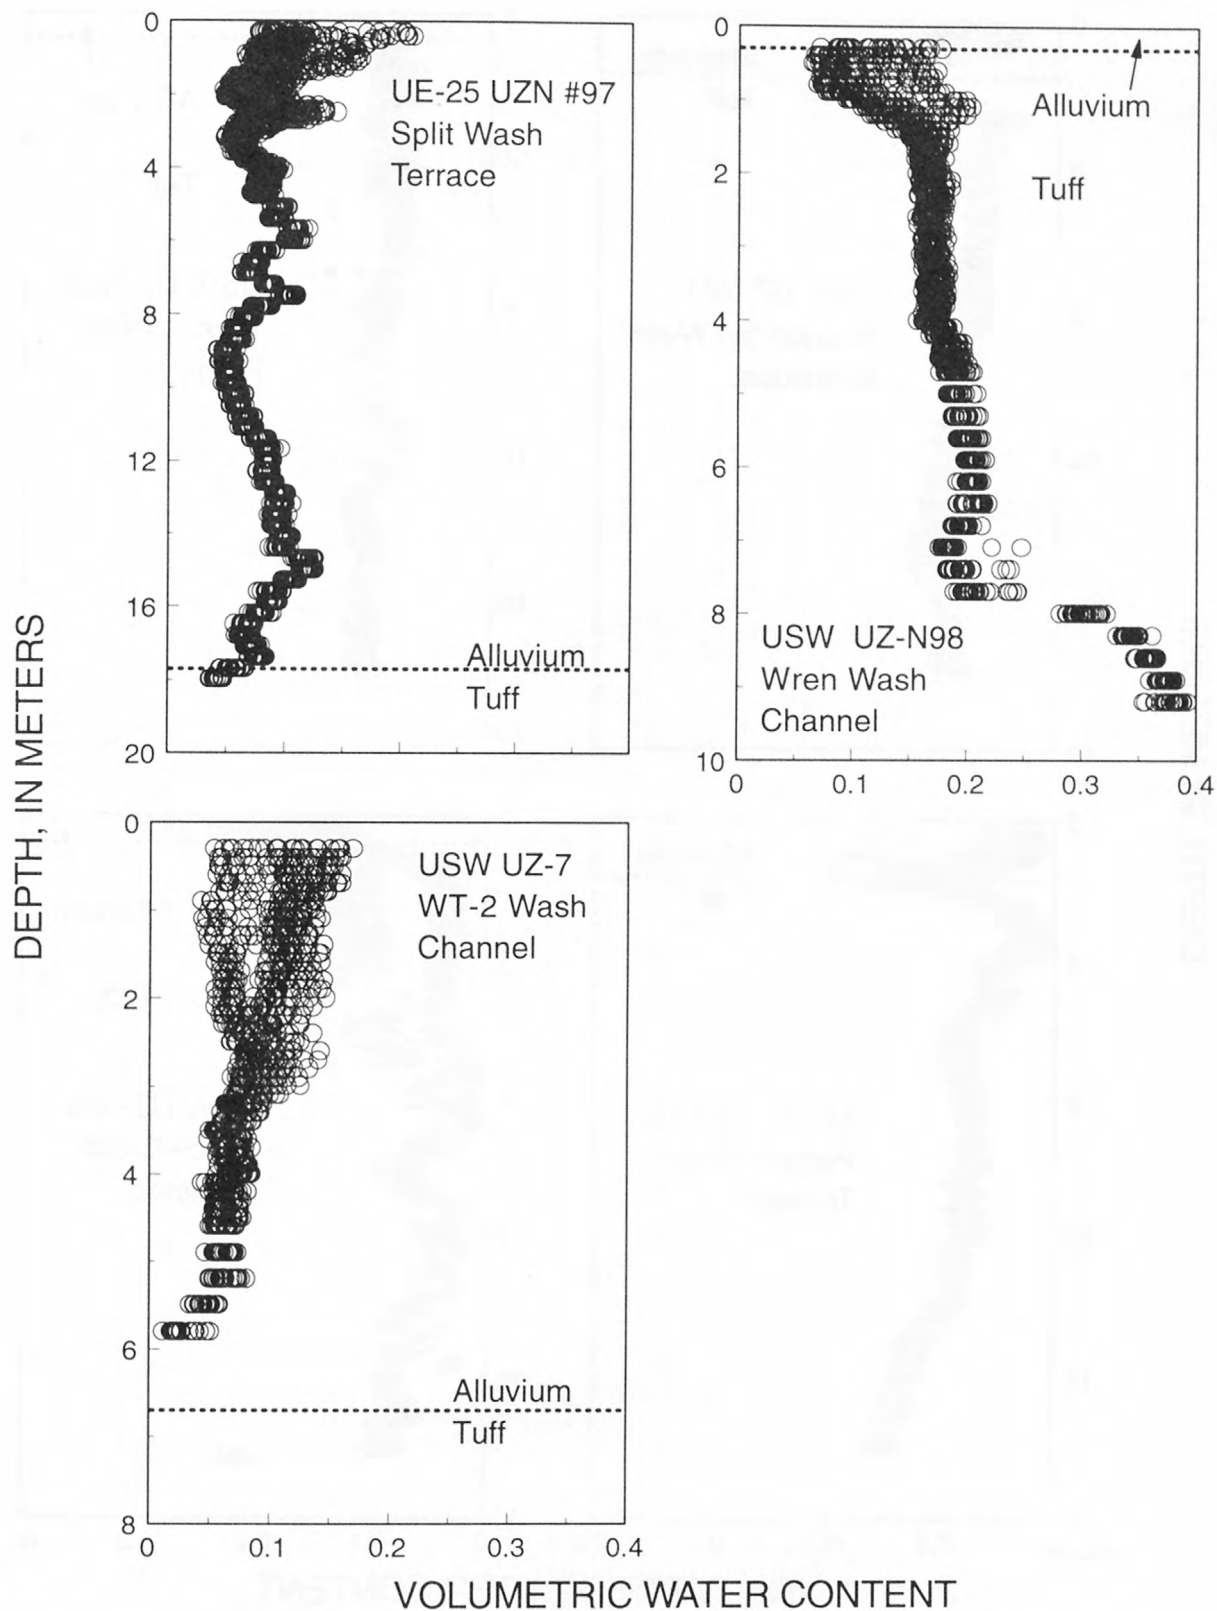 DEPTH, IN METERS
0
4
8
12
16
20
UE-25 UZN #97
Split Wash
Terrace
Alluvium
Tuff
0
2
4
6
8
10
0
0.1
0.2
0.3
0.4
Alluvium
Tuff
USW UZ-N98
Wren Wash
Channel
0
2
4
6
8
0
0.1
0.2
0.3
0.4
USW UZ-7
WT-2 Wash
Channel
Alluvium
Tuff
VOLUMETRIC WATER CONTENT